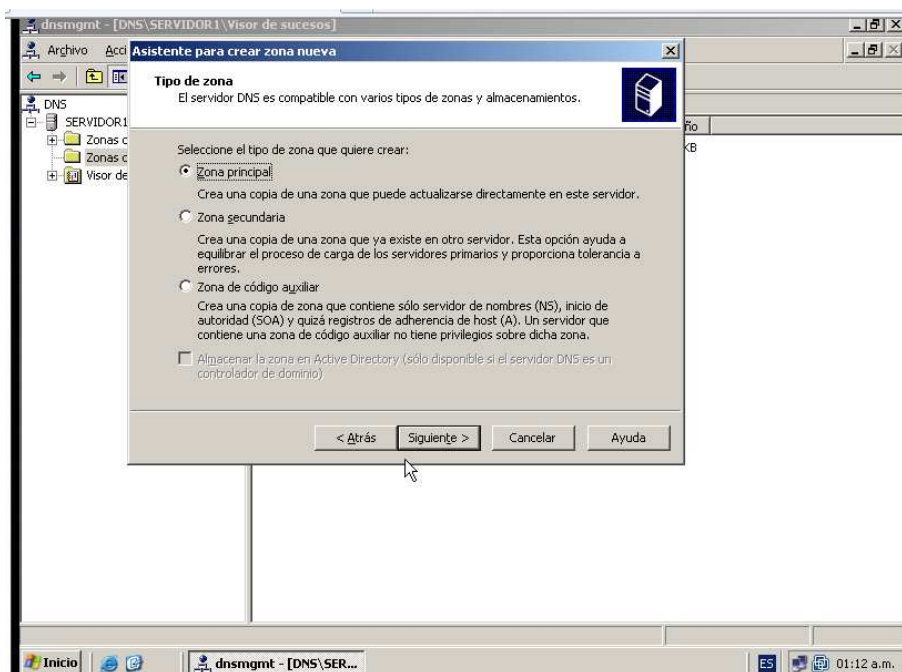 dnsmgmt - [DNS\SERVIDOR1\Visor de sucesos]
Archivo Acci
Asistente para crear zona nueva
Tipo de zona
El servidor DNS es compatible con varios tipos de zonas y almacenamientos.
DNS
SERVIDOR1
Zonas c
Zonas c
Visor de
ño
KB
Seleccione el tipo de zona que quiere crear:
Zona principal
Crea una copia de una zona que puede actualizarse directamente en este servidor.
Zona secundaria
Crea una copia de una zona que ya existe en otro servidor. Esta opción ayuda a
equilibrar el proceso de carga de los servidores primarios y proporciona tolerancia a
errores.
Zona de código auxiliar
Crea una copia de zona que contiene sólo servidor de nombres (NS), inicio de
autoridad (SOA) y quizá registros de adherencia de host (A). Un servidor que
contiene una zona de código auxiliar no tiene privilegios sobre dicha zona.
Almacenar la zona en Active Directory (sólo disponible si el servidor DNS es un
controlador de dominio)
< Atrás Siguiente > Cancelar Ayuda
Inicio dnsmgmt - [DNS\SER... ES 01:12 a.m.